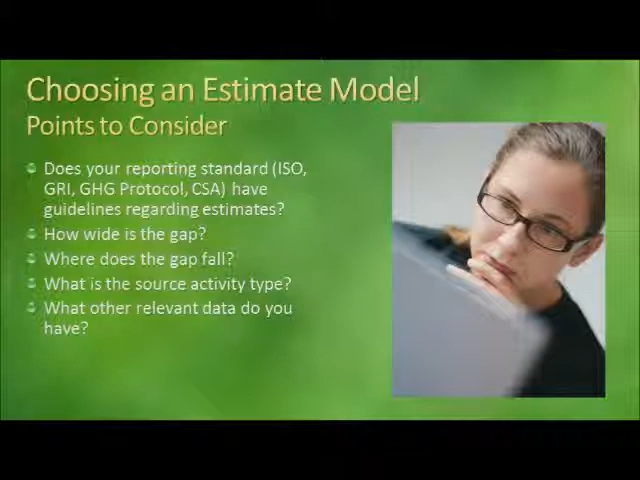 Choosing an Estimate Model
Points to Consider
Does your reporting standard (ISO,
GRI, GHG Protocol, CSA) have
guidelines regarding estimates?
How wide is the gap?
Where does the gap fall?
What is the source activity type?
What other relevant data do you
have?